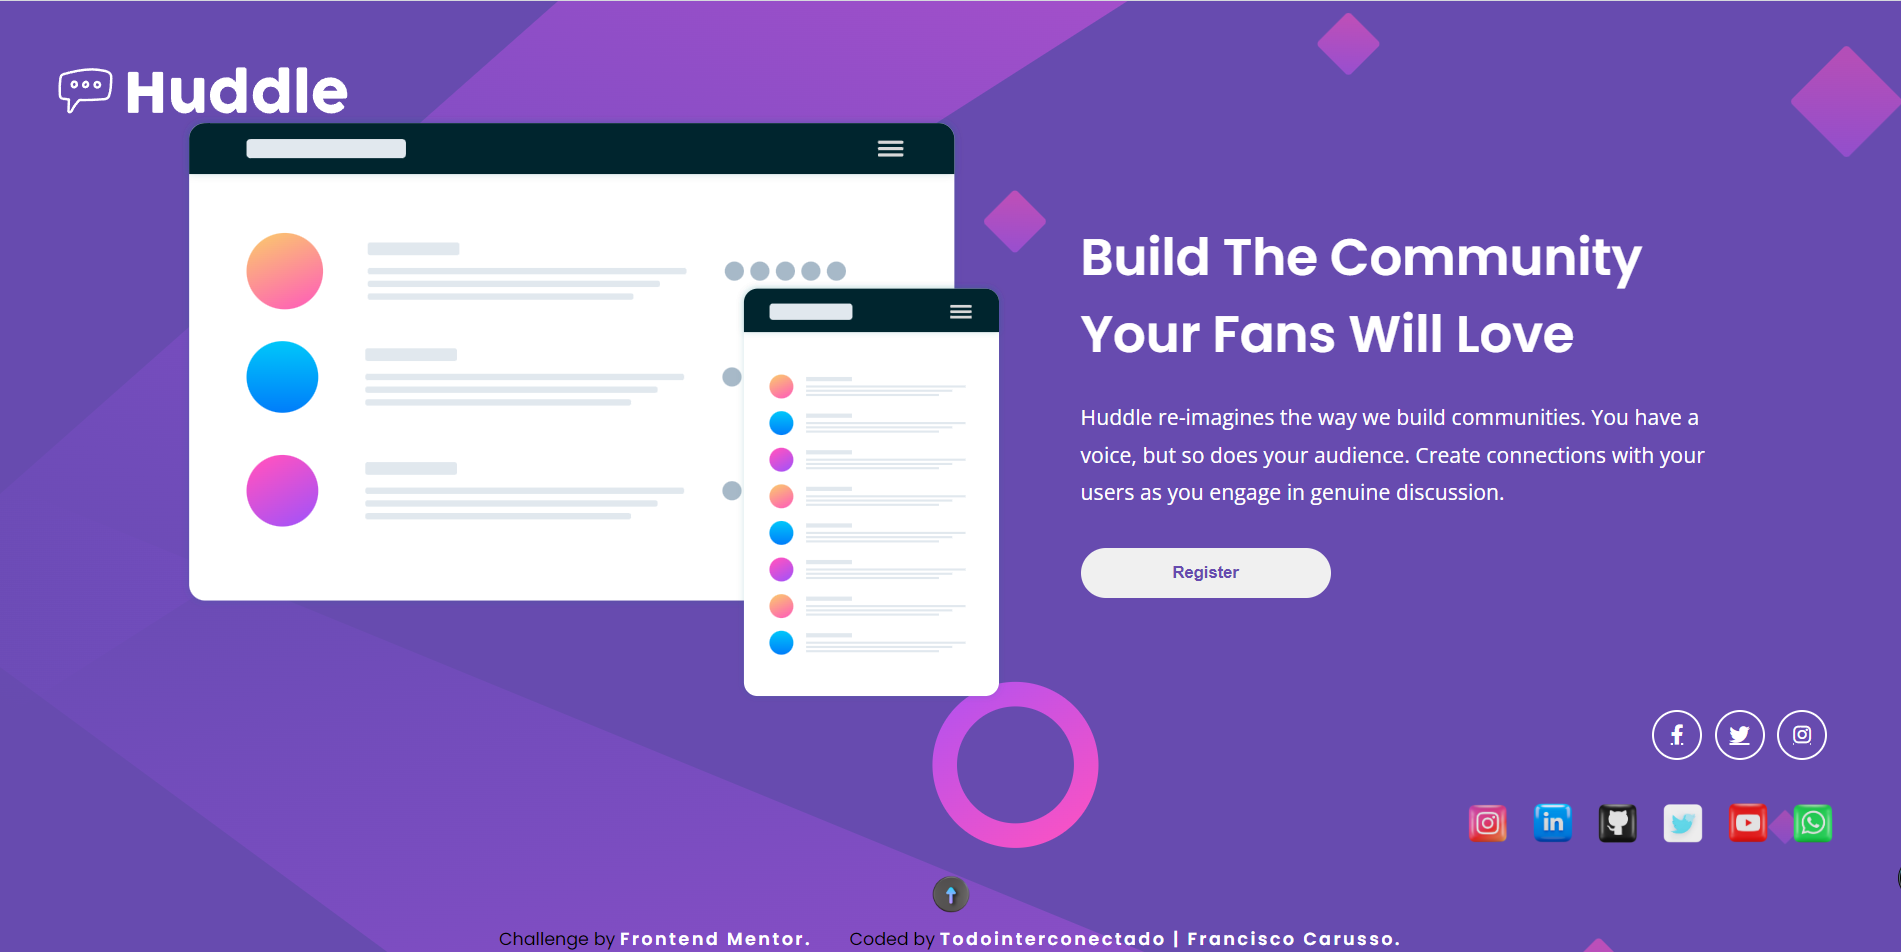 Huddle
Build The Community
Your Fans Will Love
Huddle re-imagines the way we build communities. You have a
voice, but so does your audience. Create connections with your
users as you engage in genuine discussion.
Register
in
Challenge by Frontend Mentor.
Coded by Todointerconectado | Francisco Carusso.